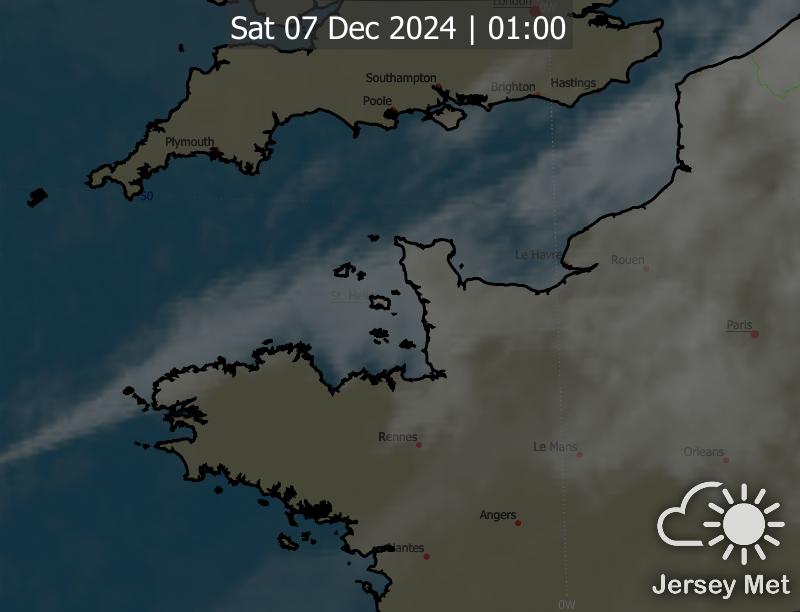 London
0W
Sat 07 Dec 2024 | 01:00
Southampton
Brighton
Hastings
Poole
Plymouth
50
Le Havre
Rouen
St. Helier
Paris
Rennes
Le Mans
Orleans
Angers
Nantes
0W
Jersey Met